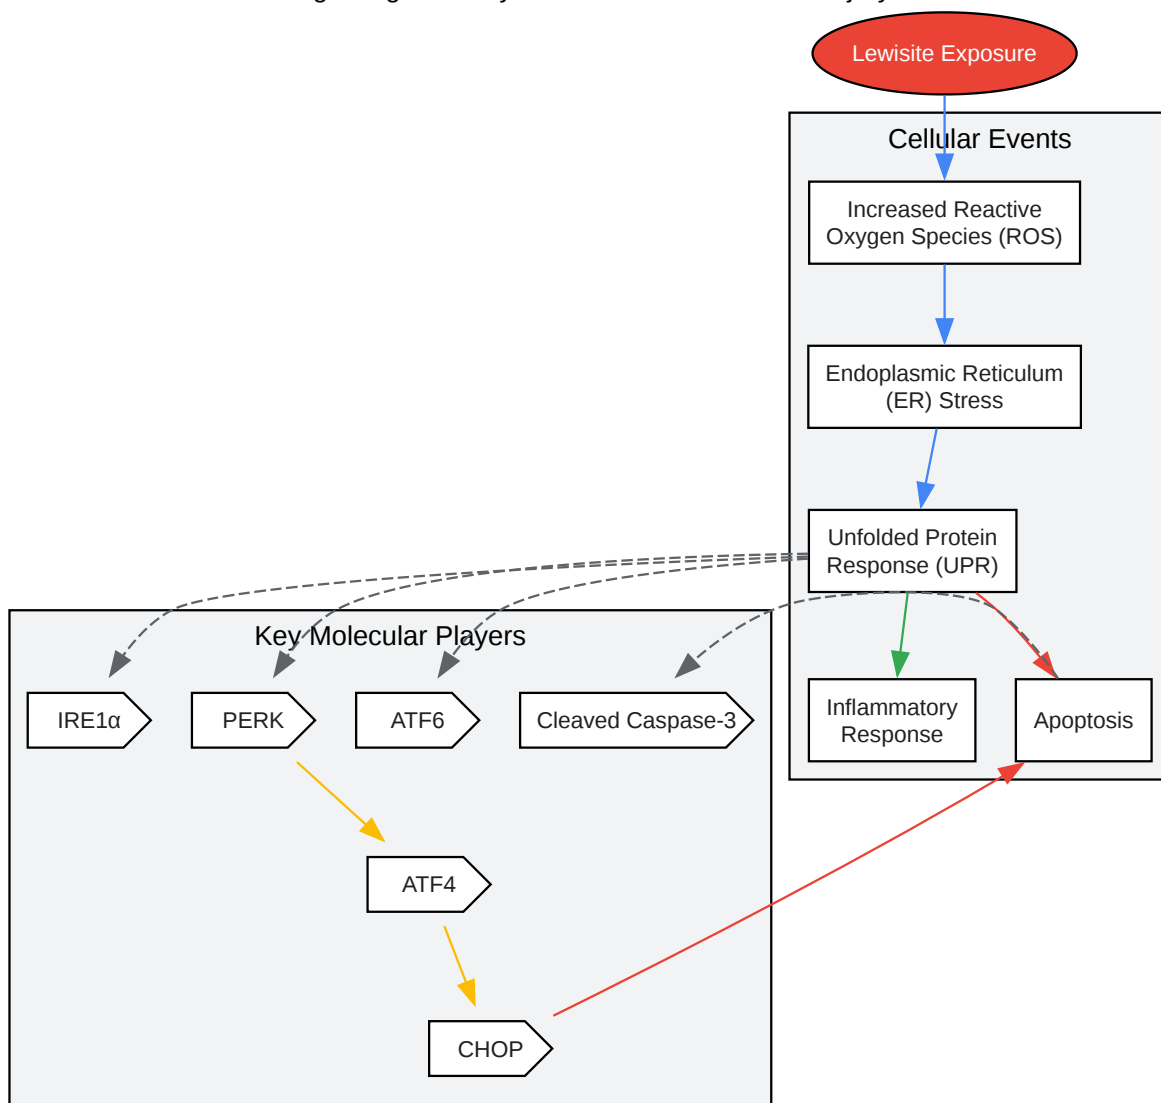 Lewisite Exposure
Cellular Events
Increased Reactive
Oxygen Species (ROS)
Endoplasmic Reticulum
(ER) Stress
Unfolded Protein
Response (UPR)
Key Molecular Players
IRE1α
PERK
ATF6
Cleaved Caspase-3
Inflammatory
Response
Apoptosis
ATF4
CHOP